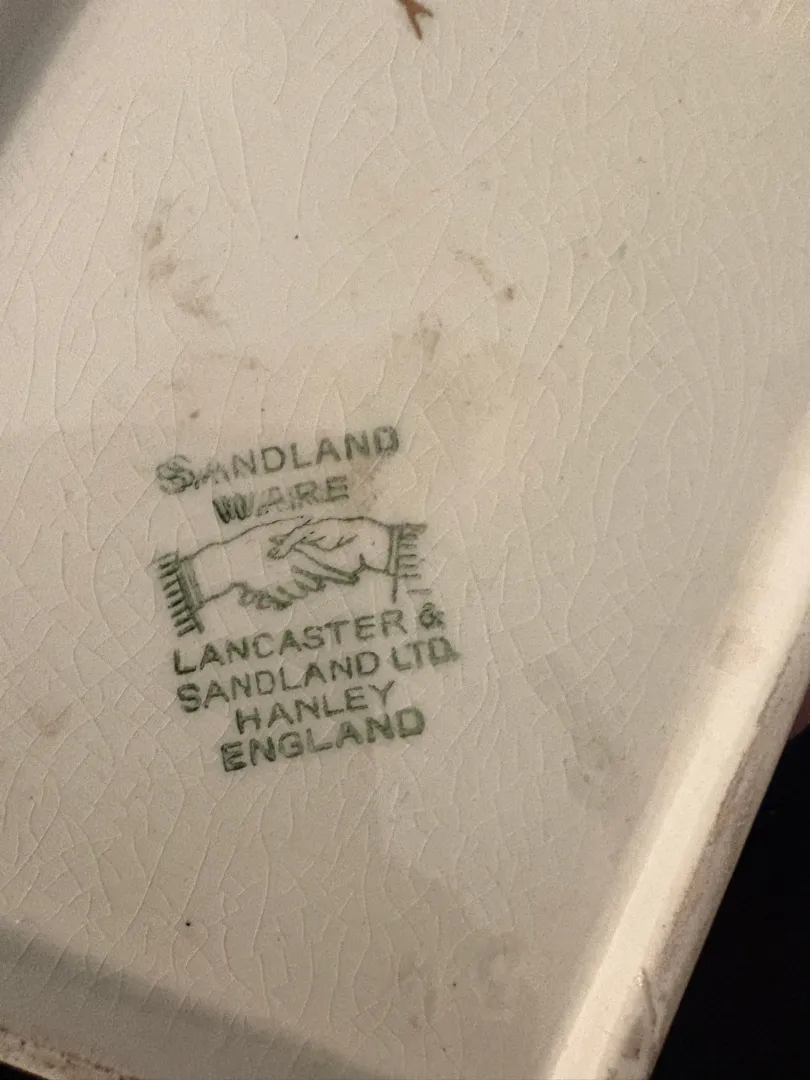 SANDLAND
WARE
LANCASTER &
SANDLAND LTD.
HANLEY
ENGLAND